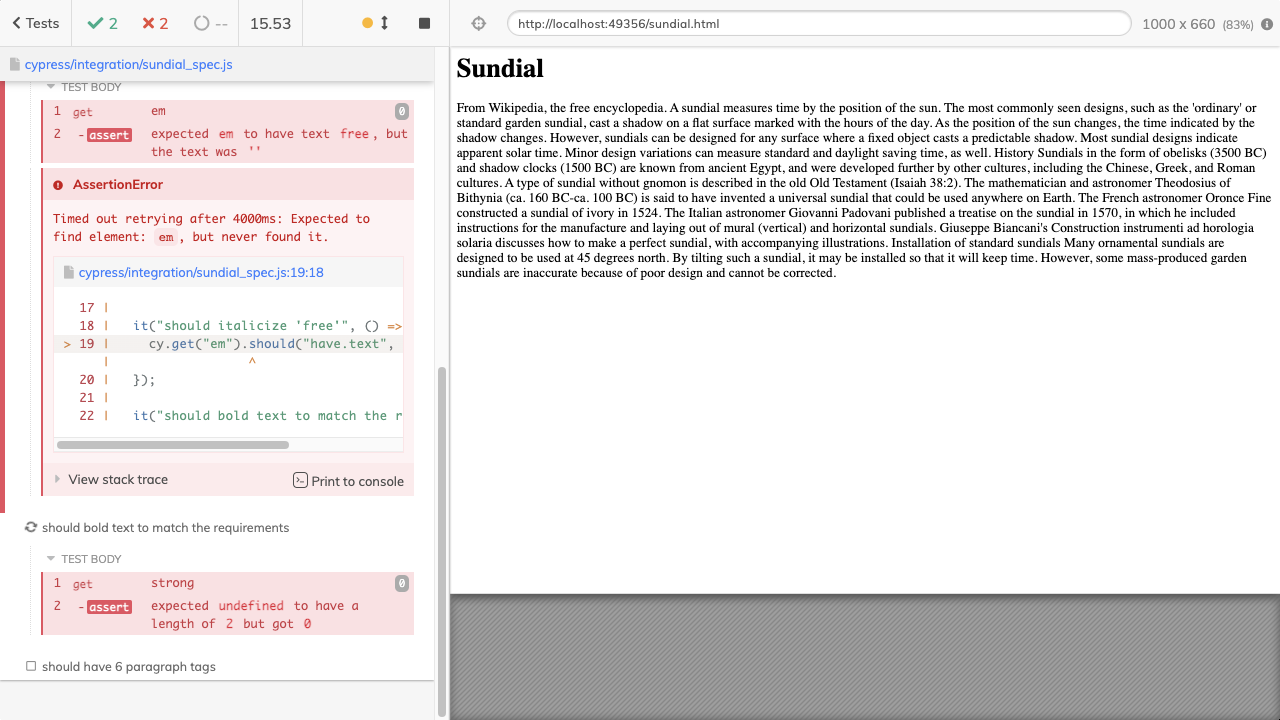 Tests
2
2
--
15.53
http://localhost:49356/sundial.html
1000 x 660 (83%)
cypress/integration/sundial_spec.js
TEST BODY
1 get em 0
2 -assert expected em to have text free, but
the text was ''
AssertionError
Timed out retrying after 4000ms: Expected to
find element: em, but never found it.
cypress/integration/sundial_spec.js:19:18
17 |
18 | it("should italicize 'free'", () =>
> 19 | cy.get("em").should("have.text",
| ^
20 | });
21 |
22 | it("should bold text to match the r
View stack trace
Print to console
should bold text to match the requirements
TEST BODY
1 get strong 0
2 -assert expected undefined to have a
length of 2 but got 0
should have 6 paragraph tags
Sundial
From Wikipedia, the free encyclopedia. A sundial measures time by the position of the sun. The most commonly seen designs, such as the 'ordinary' or
standard garden sundial, cast a shadow on a flat surface marked with the hours of the day. As the position of the sun changes, the time indicated by the
shadow changes. However, sundials can be designed for any surface where a fixed object casts a predictable shadow. Most sundial designs indicate
apparent solar time. Minor design variations can measure standard and daylight saving time, as well. History Sundials in the form of obelisks (3500 BC)
and shadow clocks (1500 BC) are known from ancient Egypt, and were developed further by other cultures, including the Chinese, Greek, and Roman
cultures. A type of sundial without gnomon is described in the old Old Testament (Isaiah 38:2). The mathematician and astronomer Theodosius of
Bithynia (ca. 160 BC-ca. 100 BC) is said to have invented a universal sundial that could be used anywhere on Earth. The French astronomer Oronce Fine
constructed a sundial of ivory in 1524. The Italian astronomer Giovanni Padovani published a treatise on the sundial in 1570, in which he included
instructions for the manufacture and laying out of mural (vertical) and horizontal sundials. Giuseppe Biancani's Construction instrumenti ad horologia
solaria discusses how to make a perfect sundial, with accompanying illustrations. Installation of standard sundials Many ornamental sundials are
designed to be used at 45 degrees north. By tilting such a sundial, it may be installed so that it will keep time. However, some mass-produced garden
sundials are inaccurate because of poor design and cannot be corrected.